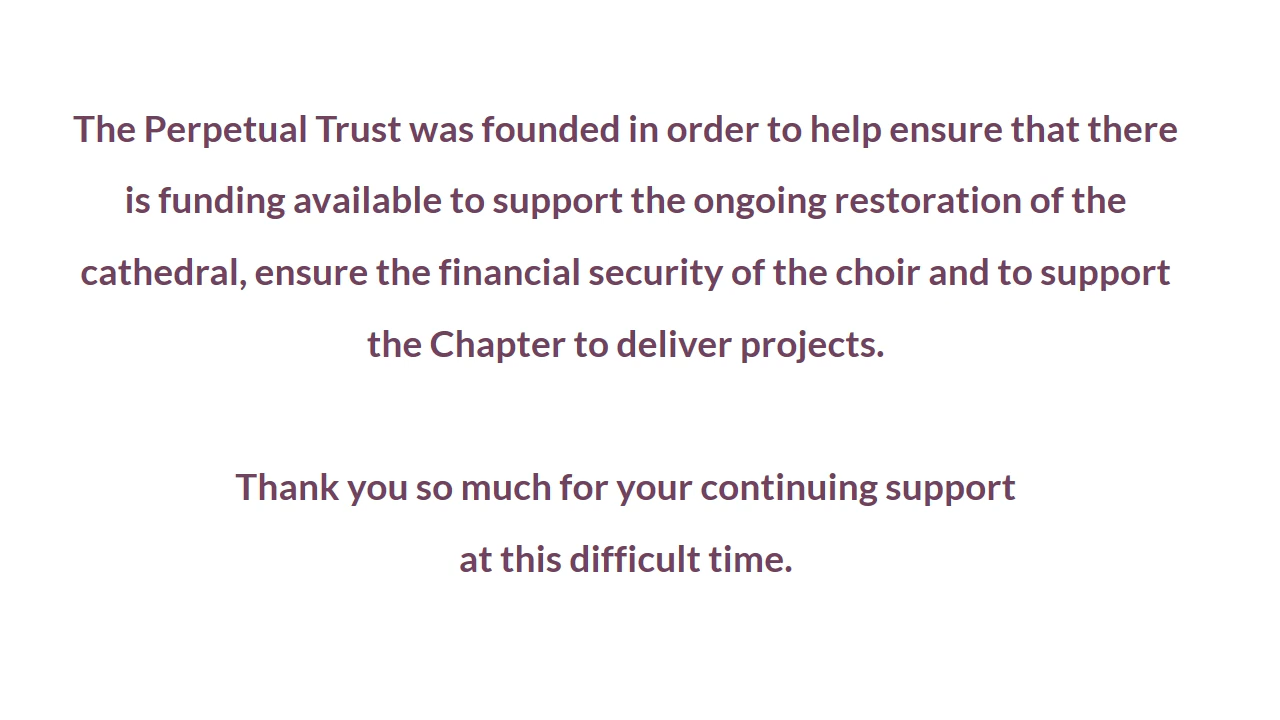 The Perpetual Trust was founded in order to help ensure that there
is funding available to support the ongoing restoration of the
cathedral, ensure the financial security of the choir and to support
the Chapter to deliver projects.
Thank you so much for your continuing support
at this difficult time.